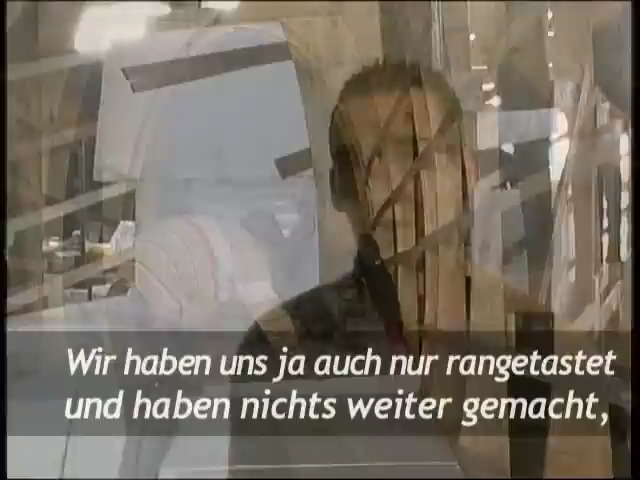 Wir haben uns ja auch nur rangetastet
und haben nichts weiter gemacht,